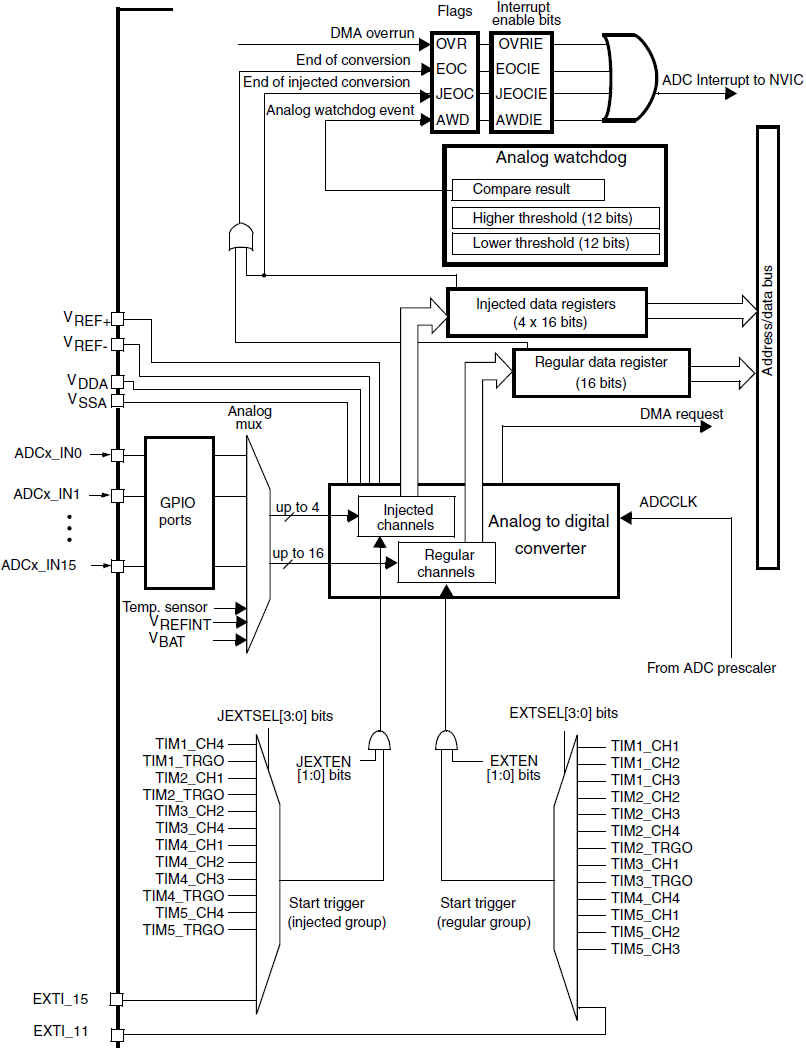 Flags
Interrupt
enable bits
DMA overrun
OVR
OVRIE
End of conversion
EOC
EOCIE
End of injected conversion
JEOC
JEOCIE
ADC Interrupt to NVIC
Analog watchdog event
AWD
AWDIE
Analog watchdog
Compare result
Higher threshold (12 bits)
Lower threshold (12 bits)
Address/data bus
Injected data registers
(4 x 16 bits)
VREF+
VREF-
Regular data register
(16 bits)
VDDA
VSSA
Analog
mux
DMA request
ADCx_IN0
ADCx_IN1
ADCx_IN15
GPIO
ports
up to 4
up to 16
Injected
channels
Regular
channels
Analog to digital
converter
ADCCLK
Temp. sensor
VREFINT
VBAT
From ADC prescaler
JEXTSEL[3:0] bits
EXTSEL[3:0] bits
TIM1_CH4
TIM1_TRGO
TIM2_CH1
TIM2_TRGO
TIM3_CH2
TIM3_CH4
TIM4_CH1
TIM4_CH2
TIM4_CH3
TIM4_TRGO
TIM5_CH4
TIM5_TRGO
JEXTEN
[1:0] bits
EXTEN
[1:0] bits
Start trigger
(injected group)
Start trigger
(regular group)
TIM1_CH1
TIM1_CH2
TIM1_CH3
TIM2_CH2
TIM2_CH3
TIM2_CH4
TIM2_TRGO
TIM3_CH1
TIM3_TRGO
TIM4_CH4
TIM5_CH1
TIM5_CH2
TIM5_CH3
EXTI_15
EXTI_11